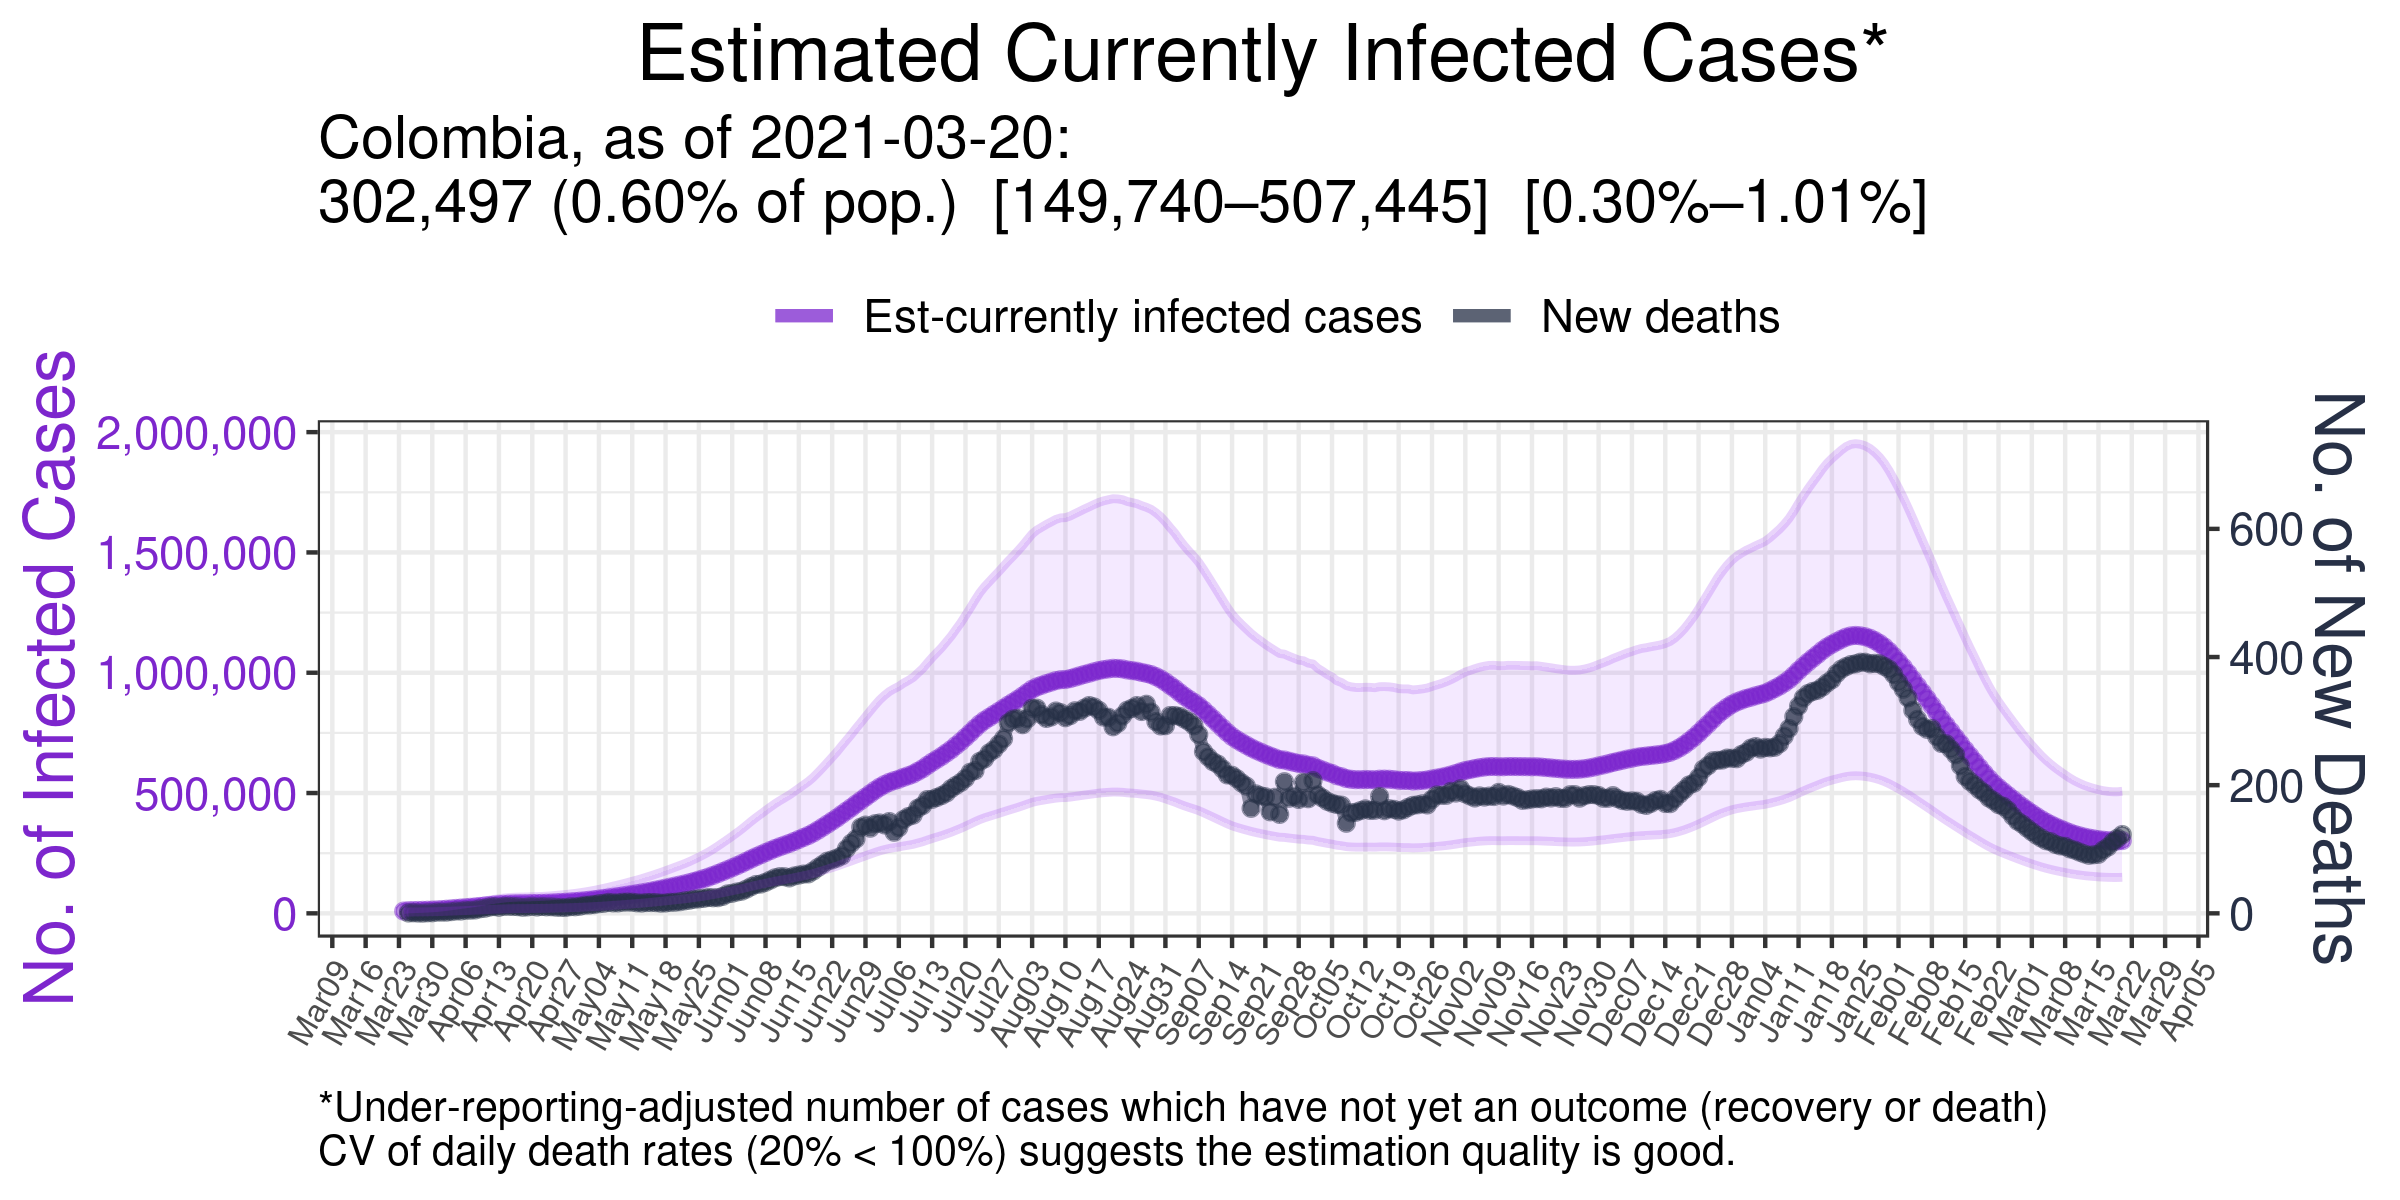 Estimated Currently Infected Cases*
Colombia, as of 2021-03-20:
302,497 (0.60% of pop.) [149,740–507,445] [0.30%–1.01%]
Est-currently infected cases New deaths
No. of Infected Cases
2,000,000
1,500,000
1,000,000
500,000
0
No. of New Deaths
600
400
200
0
Mar09 Mar16 Mar23 Mar30 Apr06 Apr13 Apr20 Apr27 May04 May11 May18 May25 Jun01 Jun08 Jun15 Jun22 Jun29 Jul06 Jul13 Jul20 Jul27 Aug03 Aug10 Aug17 Aug24 Aug31 Sep07 Sep14 Sep21 Sep28 Oct05 Oct12 Oct19 Oct26 Nov02 Nov09 Nov16 Nov23 Nov30 Dec07 Dec14 Dec21 Dec28 Jan04 Jan11 Jan18 Jan25 Feb01 Feb08 Feb15 Feb22 Mar01 Mar08 Mar15 Mar22 Mar29 Apr05
*Under-reporting-adjusted number of cases which have not yet an outcome (recovery or death)
CV of daily death rates (20% < 100%) suggests the estimation quality is good.